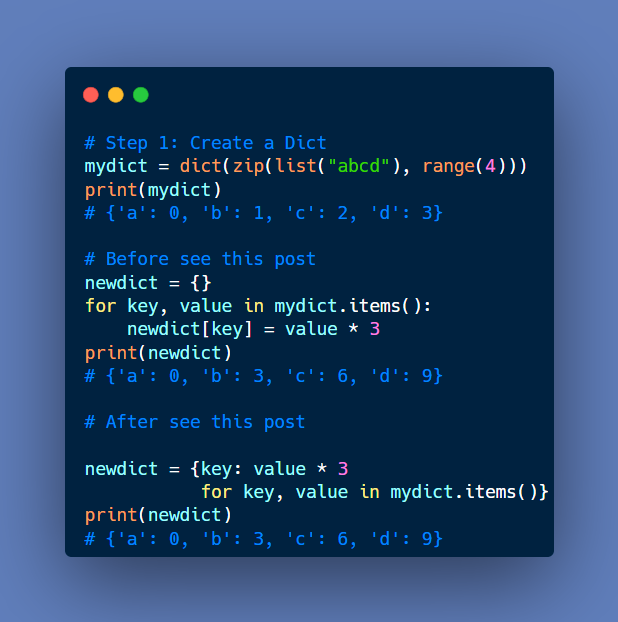 # Step 1: Create a Dict
mydict = dict(zip(list("abcd"), range(4)))
print(mydict)
# {'a': 0, 'b': 1, 'c': 2, 'd': 3}

# Before see this post
newdict = {}
for key, value in mydict.items():
    newdict[key] = value * 3
print(newdict)
# {'a': 0, 'b': 3, 'c': 6, 'd': 9}

# After see this post

newdict = {key: value * 3
           for key, value in mydict.items()}
print(newdict)
# {'a': 0, 'b': 3, 'c': 6, 'd': 9}